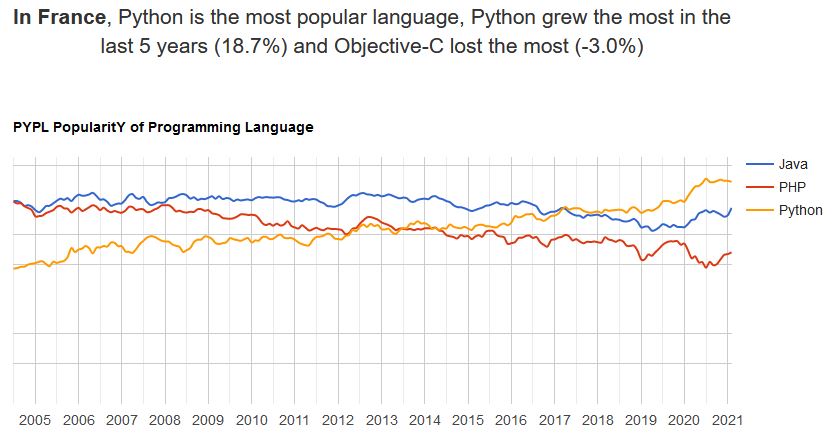 In France, Python is the most popular language, Python grew the most in the
last 5 years (18.7%) and Objective-C lost the most (-3.0%)
PYPL PopularitY of Programming Language
Java
PHP
Python
2005 2006 2007 2008 2009 2010 2011 2012 2013 2014 2015 2016 2017 2018 2019 2020 2021